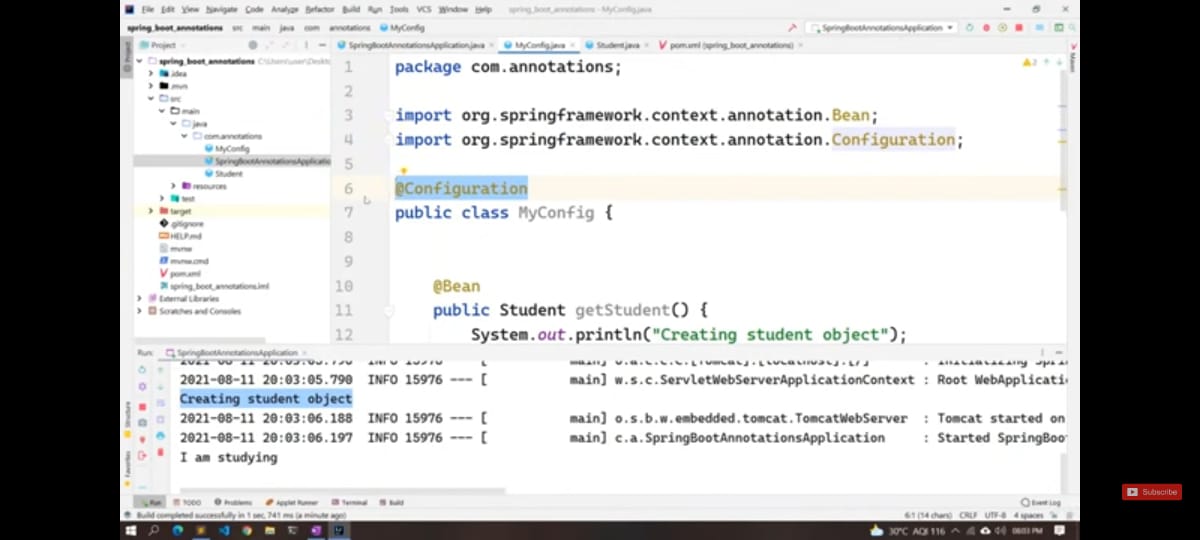 File Edit View Navigate Code Analyze Refactor Build Run Tools VCS Window Help spring_boot_annotations - MyConfig.java
spring_boot_annotations src main java com annotations MyConfig SpringBootAnnotationsApplication
Project SpringBootAnnotationsApplication.java MyConfig.java Student.java pom.xml (spring_boot_annotations)
Project
Maven
spring_boot_annotations C:\Users\user\Deskto
.idea
.mvn
src
main
java
com.annotations
MyConfig
SpringBootAnnotationsApplicatio
Student
resources
test
target
.gitignore
HELP.md
mvnw
mvnw.cmd
pom.xml
spring_boot_annotations.iml
External Libraries
Scratches and Consoles
1 package com.annotations;
2
3 import org.springframework.context.annotation.Bean;
4 import org.springframework.context.annotation.Configuration;
5
6 @Configuration
7 public class MyConfig {
8
9
10 @Bean
11 public Student getStudent() {
12 System.out.println("Creating student object");
2
Run: SpringBootAnnotationsApplication
2021-08-11 20:03:05.790 INFO 15976 --- [ main] w.s.c.ServletWebServerApplicationContext : Root WebApplicati
Creating student object
2021-08-11 20:03:06.188 INFO 15976 --- [ main] o.s.b.w.embedded.tomcat.TomcatWebServer : Tomcat started on
2021-08-11 20:03:06.197 INFO 15976 --- [ main] c.a.SpringBootAnnotationsApplication : Started SpringBoo
I am studying
Structure
Favorites
Run TODO Problems Applet Runner Terminal Build Event Log
Build completed successfully in 1 sec, 741 ms (a minute ago) 6:1 (14 chars) CRLF UTF-8 4 spaces
30°C AQI 116 08:03 PM
Subscribe